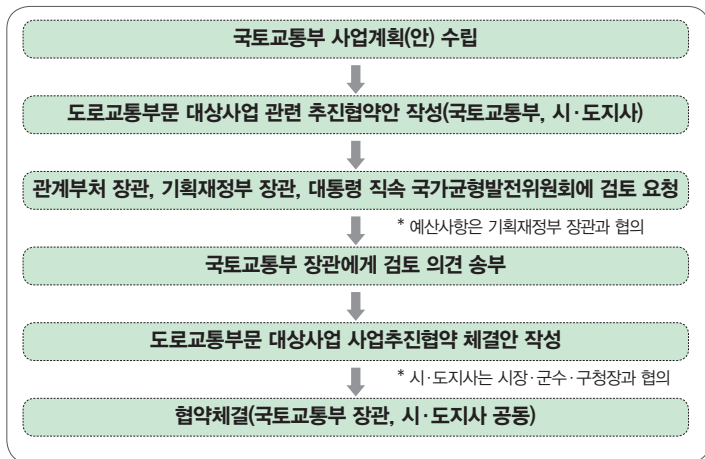 국토교통부 사업계획(안) 수립
도로교통부문 대상사업 관련 추진협약안 작성(국토교통부, 시·도지사)
관계부처 장관, 기획재정부 장관, 대통령 직속 국가균형발전위원회에 검토 요청
* 예산사항은 기획재정부 장관과 협의
국토교통부 장관에게 검토 의견 송부
도로교통부문 대상사업 사업추진협약 체결안 작성
* 시·도지사는 시장·군수·구청장과 협의
협약체결(국토교통부 장관, 시·도지사 공동)